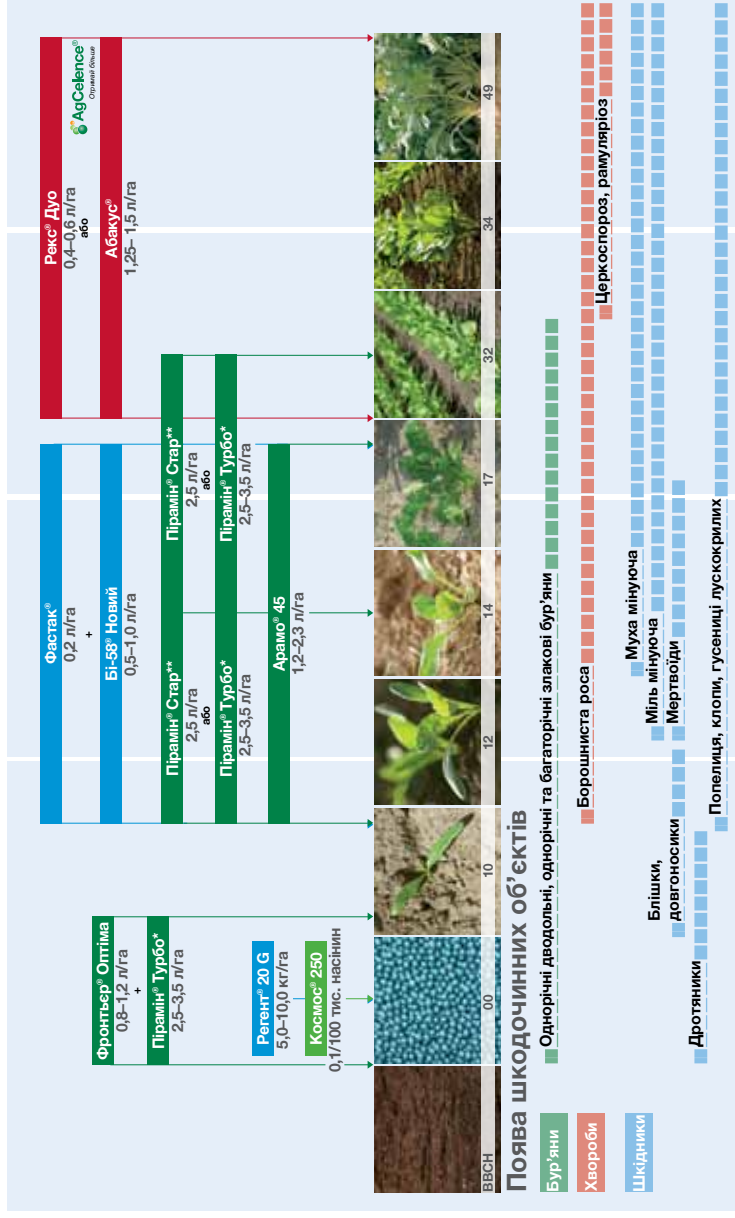 Фронтьєр® Оптіма
0,8–1,2 л/га
+
Пірамін® Турбо*
2,5–3,5 л/га
Регент® 20 G
5,0–10,0 кг/га
Космос® 250
0,1/100 тис. насінин
Фастак®
0,2 л/га
+
Бі-58® Новий
0,5–1,0 л/га
Пірамін® Стар**
2,5 л/га
або
Пірамін® Турбо*
2,5–3,5 л/га
Арамо® 45
1,2–2,3 л/га
Пірамін® Стар**
2,5 л/га
або
Пірамін® Турбо*
2,5–3,5 л/га
Рекс® Дуо
0,4–0,6 л/га
або
Абакус®
1,25– 1,5 л/га
AgCelence®
Отримай більше
ВВСН 00 10 12 14 17 32 34 49
Поява шкодочинних об’єктів
Бур’яни
Однорічні дводольні, однорічні та багаторічні злакові бур’яни
Хвороби
Борошниста роса
Церкоспороз, рамуляріоз
Шкідники
Муха мінуюча
Міль мінуюча
Мертвоїди
Блішки,
довгоносики
Дротяники
Попелиця, клопи, гусениці лускокрилих